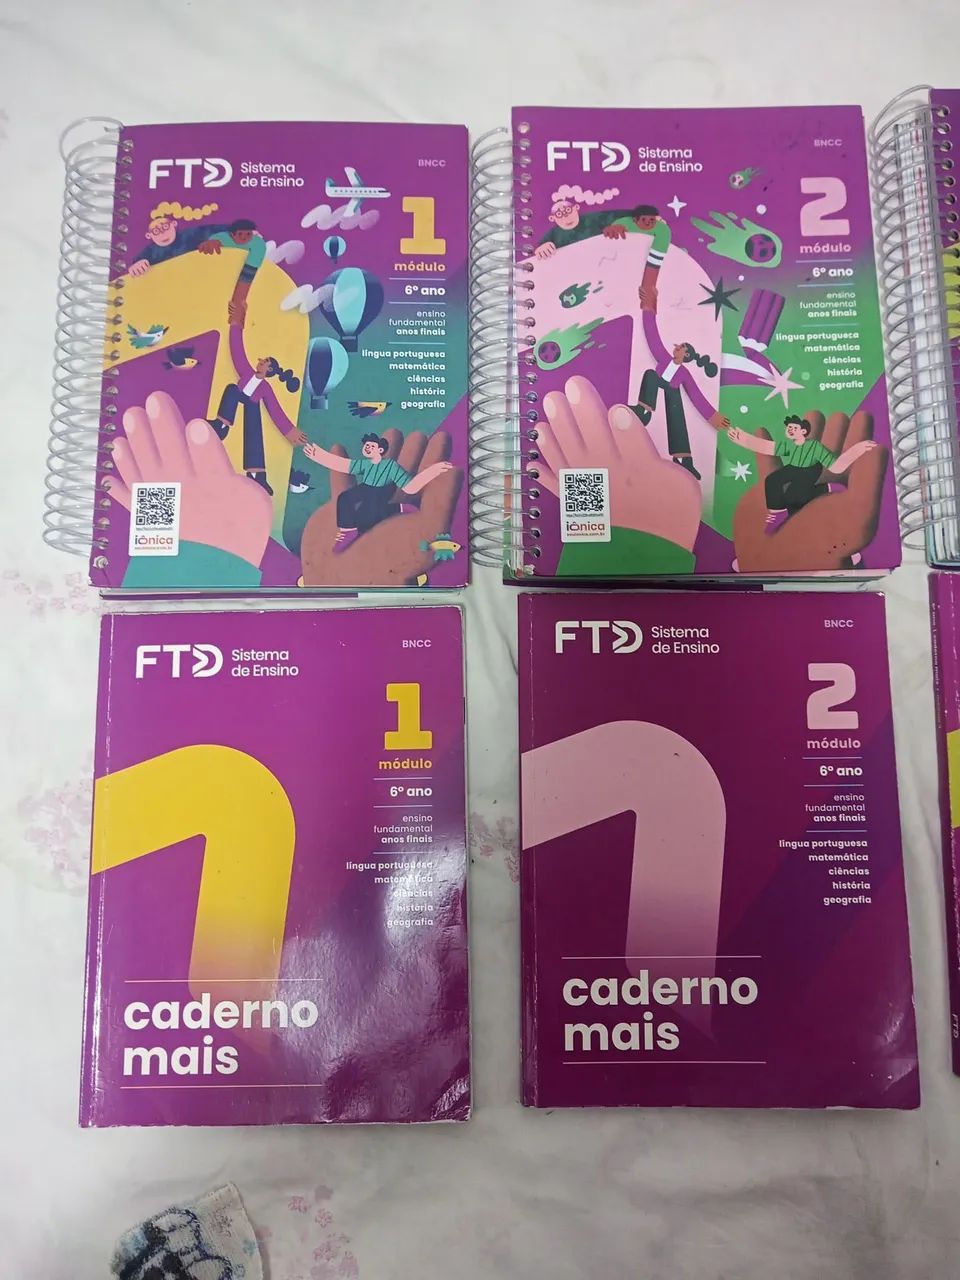 FTD Sistema
de Ensino
BNCC
1
módulo
6º ano
ensino
fundamental
anos finais
língua portuguesa
matemática
ciências
história
geografia
iônica
FTD Sistema
de Ensino
BNCC
2
módulo
6º ano
ensino
fundamental
anos finais
língua portuguesa
matemática
ciências
história
geografia
iônica
FTD Sistema
de Ensino
BNCC
1
módulo
6º ano
ensino
fundamental
anos finais
língua portuguesa
matemática
ciências
história
geografia
caderno
mais
FTD Sistema
de Ensino
BNCC
2
módulo
6º ano
ensino
fundamental
anos finais
língua portuguesa
matemática
ciências
história
geografia
caderno
mais
FTD